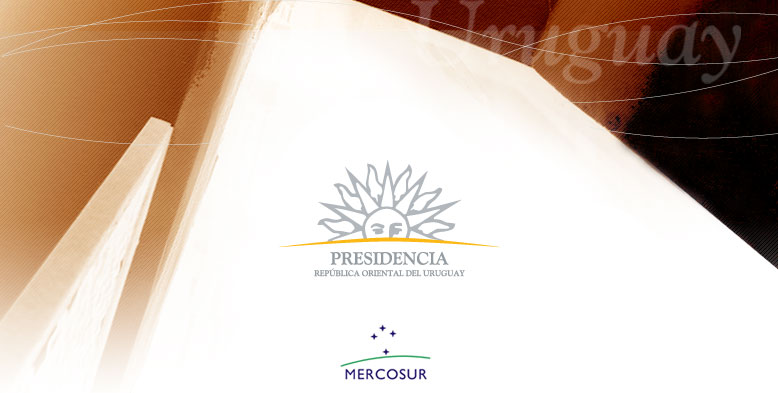 Uruguay
PRESIDENCIA
REPÚBLICA ORIENTAL DEL URUGUAY
MERCOSUR